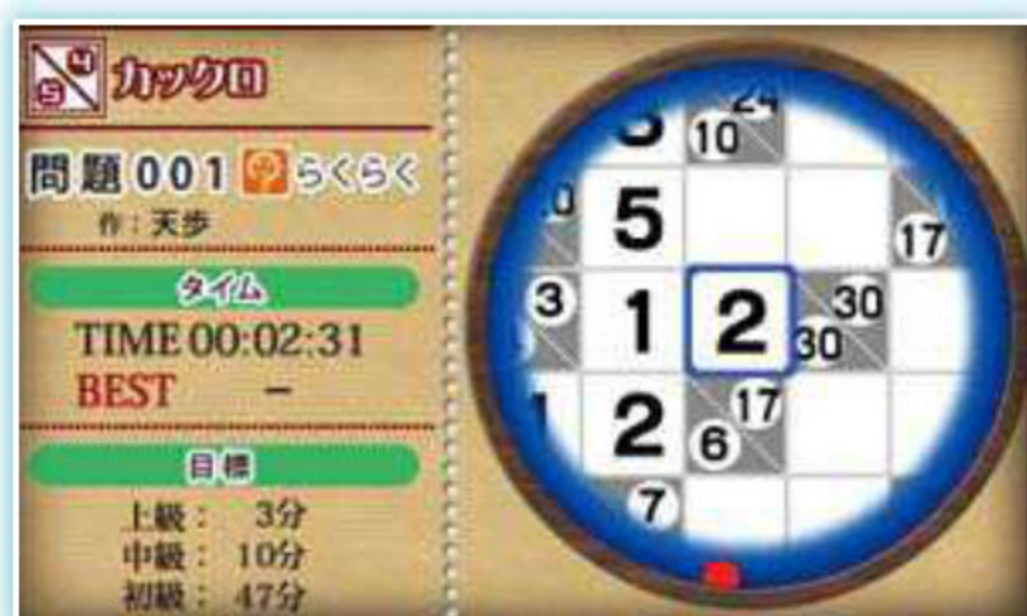 5 4
カックロ
問題001 らくらく
作：天歩
タイム
TIME 00:02:31
BEST －
目標
上級： 3分
中級： 10分
初級： 47分
24
10
5
17
3 1 2 30
30
2 17
6
7